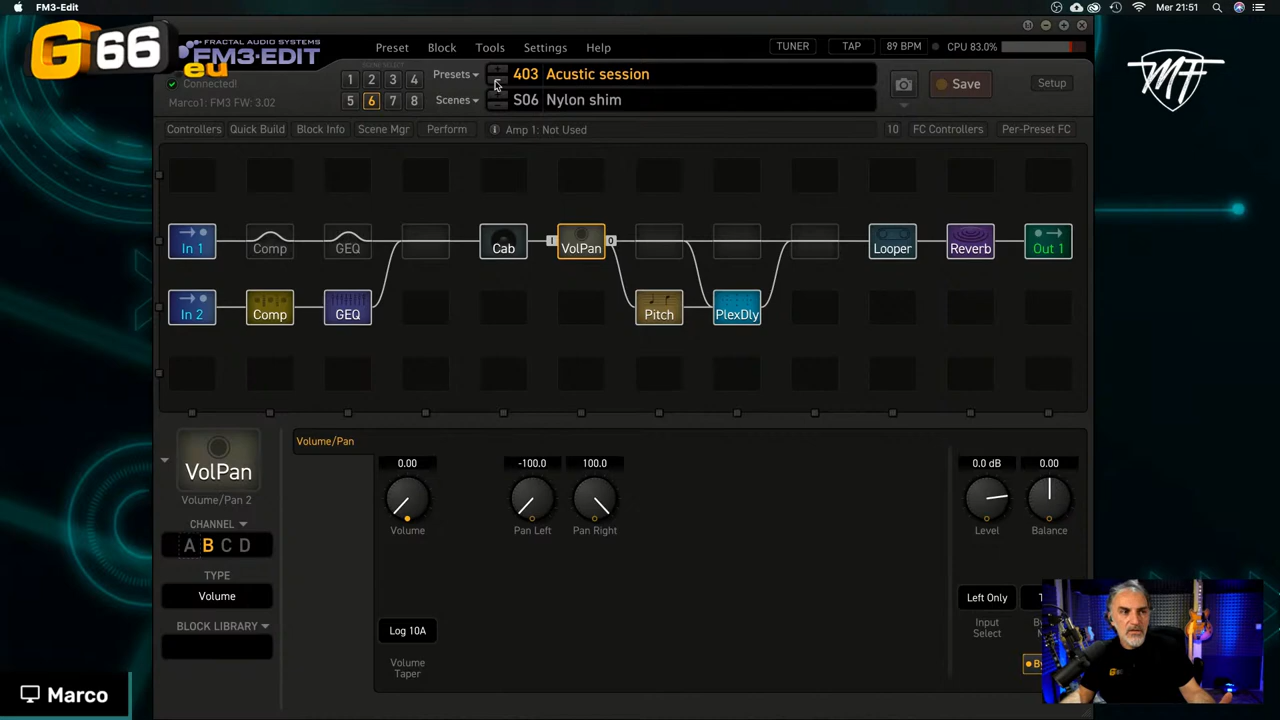 FM3-Edit
Mer 21:51
G66
eu
FRACTAL AUDIO SYSTEMS
FM3-EDIT
Connected!
Marco1: FM3 FW: 3.02
Preset Block Tools Settings Help
TUNER TAP 89 BPM CPU 83.0%
SCENE SELECT
1 2 3 4
5 6 7 8
Presets 403 Acustic session
Scenes S06 Nylon shim
Save
Setup
Controllers Quick Build Block Info Scene Mgr Perform Amp 1: Not Used 10 FC Controllers Per-Preset FC
In 1 Comp GEQ Cab I VolPan O Looper Reverb Out 1
In 2 Comp GEQ Pitch PlexDly
VolPan
Volume/Pan 2
CHANNEL
A B C D
TYPE
Volume
BLOCK LIBRARY
Volume/Pan
0.00 -100.0 100.0 0.0 dB 0.00
Volume Pan Left Pan Right Level Balance
Log 10A
Volume
Taper
Left Only
Input
Select
Marco
MF